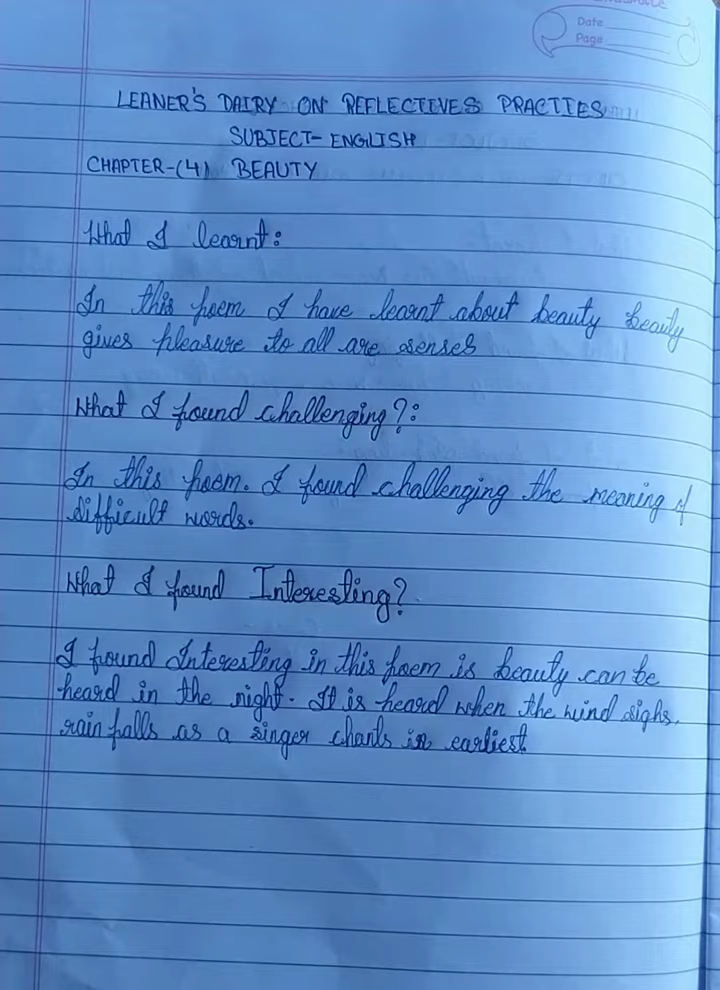 Date
Page
LEANER'S DAIRY ON REFLECTIVES PRACTIES
SUBJECT- ENGLISH
CHAPTER-(4) BEAUTY
What I learnt:
In this poem I have learnt about beauty beauty
gives pleasure to all are senses
What I found challenging?:
In this poem. I found challenging the meaning of
difficult words.
What I found Interesting?
I found Interesting in this poem is beauty can be
heard in the night. It is heard when the wind sighs.
rain falls as a singer chants in earliest